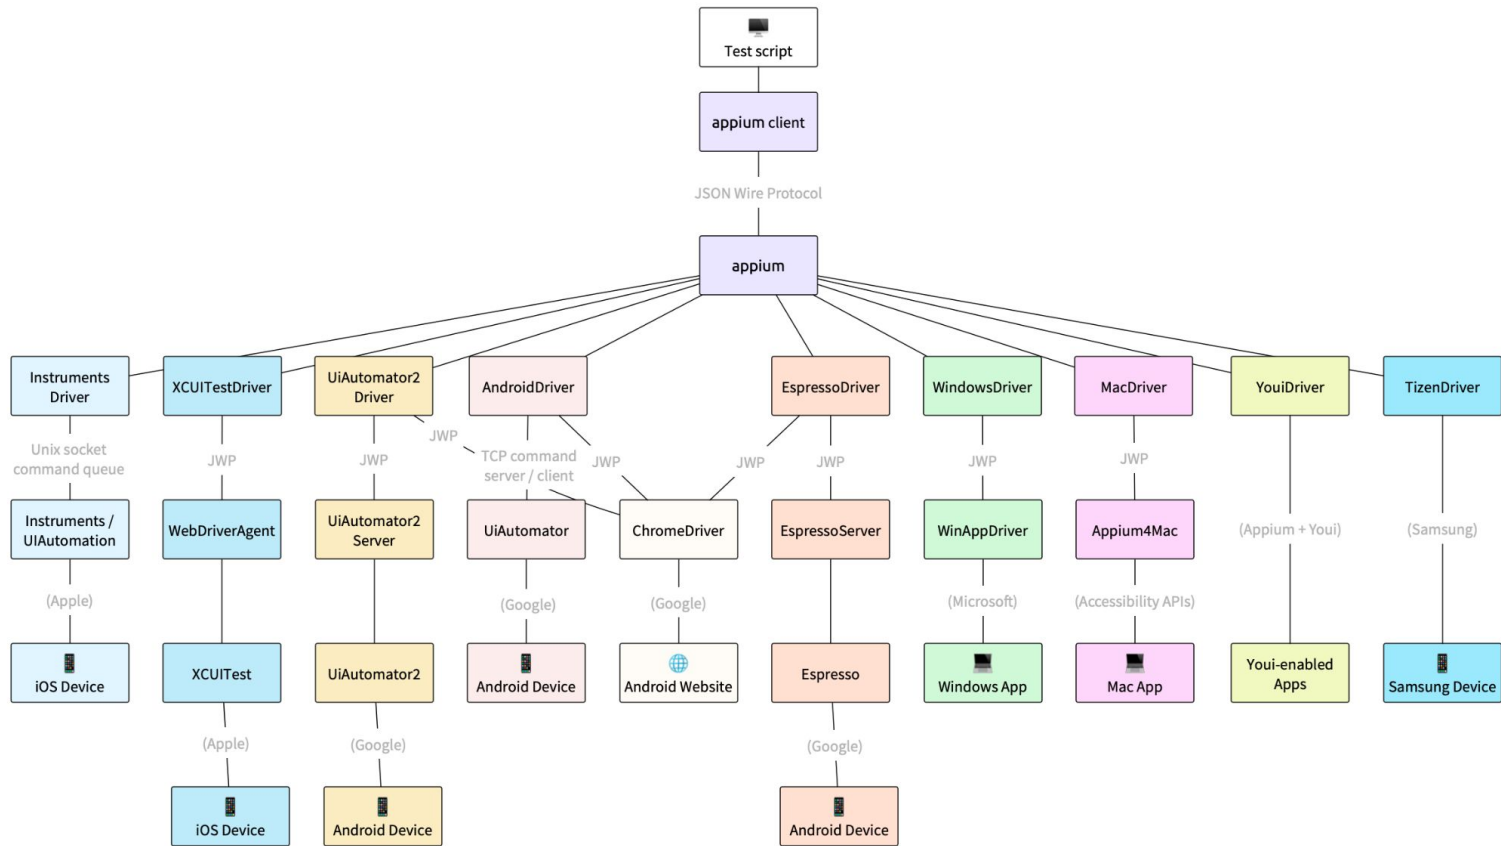 Test script
appium client
JSON Wire Protocol
appium
Instruments
Driver
XCUITestDriver
UiAutomator2
Driver
AndroidDriver
EspressoDriver
WindowsDriver
MacDriver
YouiDriver
TizenDriver
Unix socket
command queue
JWP
JWP
JWP
TCP command
server / client
JWP
JWP
JWP
JWP
JWP
Instruments /
UIAutomation
WebDriverAgent
UiAutomator2
Server
UiAutomator
ChromeDriver
EspressoServer
WinAppDriver
Appium4Mac
(Appium + Youi)
(Samsung)
(Apple)
(Google)
(Google)
(Microsoft)
(Accessibility APIs)
iOS Device
XCUITest
UiAutomator2
Android Device
Android Website
Espresso
Windows App
Mac App
Youi-enabled
Apps
Samsung Device
(Apple)
(Google)
(Google)
iOS Device
Android Device
Android Device